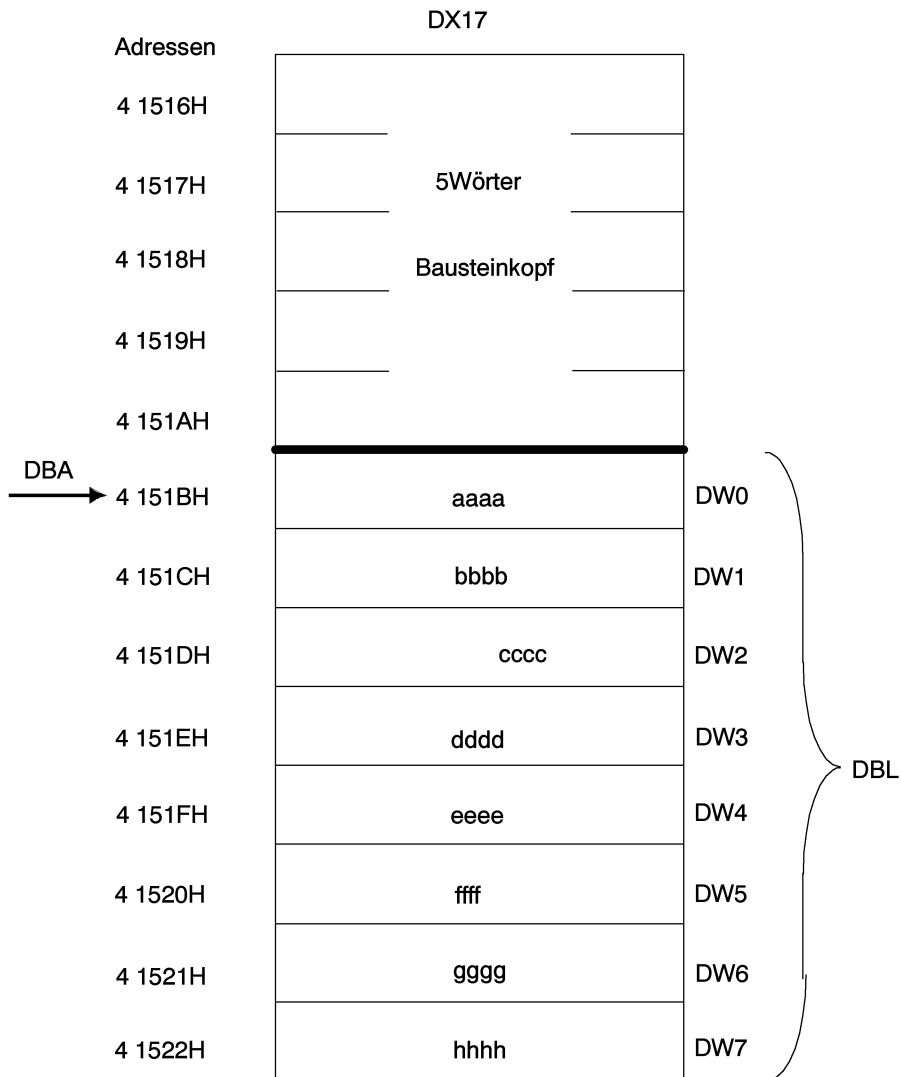 DX17
Adressen
4 1516H
4 1517H
5Wörter
4 1518H
Bausteinkopf
4 1519H
4 151AH
DBA
4 151BH
aaaa
DW0
4 151CH
bbbb
DW1
4 151DH
cccc
DW2
4 151EH
dddd
DW3
DBL
4 151FH
eeee
DW4
4 1520H
ffff
DW5
4 1521H
gggg
DW6
4 1522H
hhhh
DW7